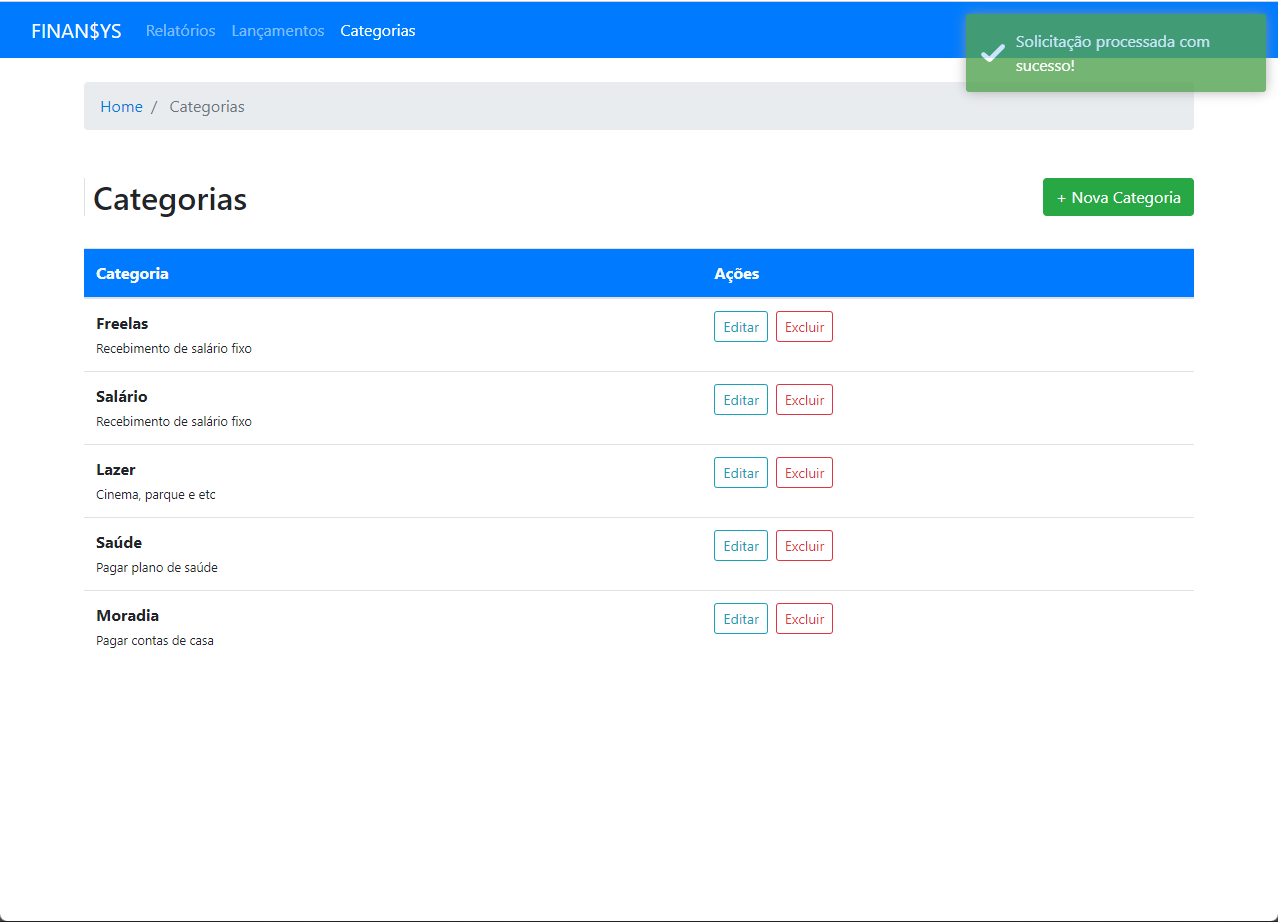 FINAN$YS Relatórios Lançamentos Categorias
Solicitação processada com
sucesso!
Home / Categorias
Categorias
+ Nova Categoria
Categoria Ações
Freelas
Recebimento de salário fixo
Editar Excluir
Salário
Recebimento de salário fixo
Editar Excluir
Lazer
Cinema, parque e etc
Editar Excluir
Saúde
Pagar plano de saúde
Editar Excluir
Moradia
Pagar contas de casa
Editar Excluir